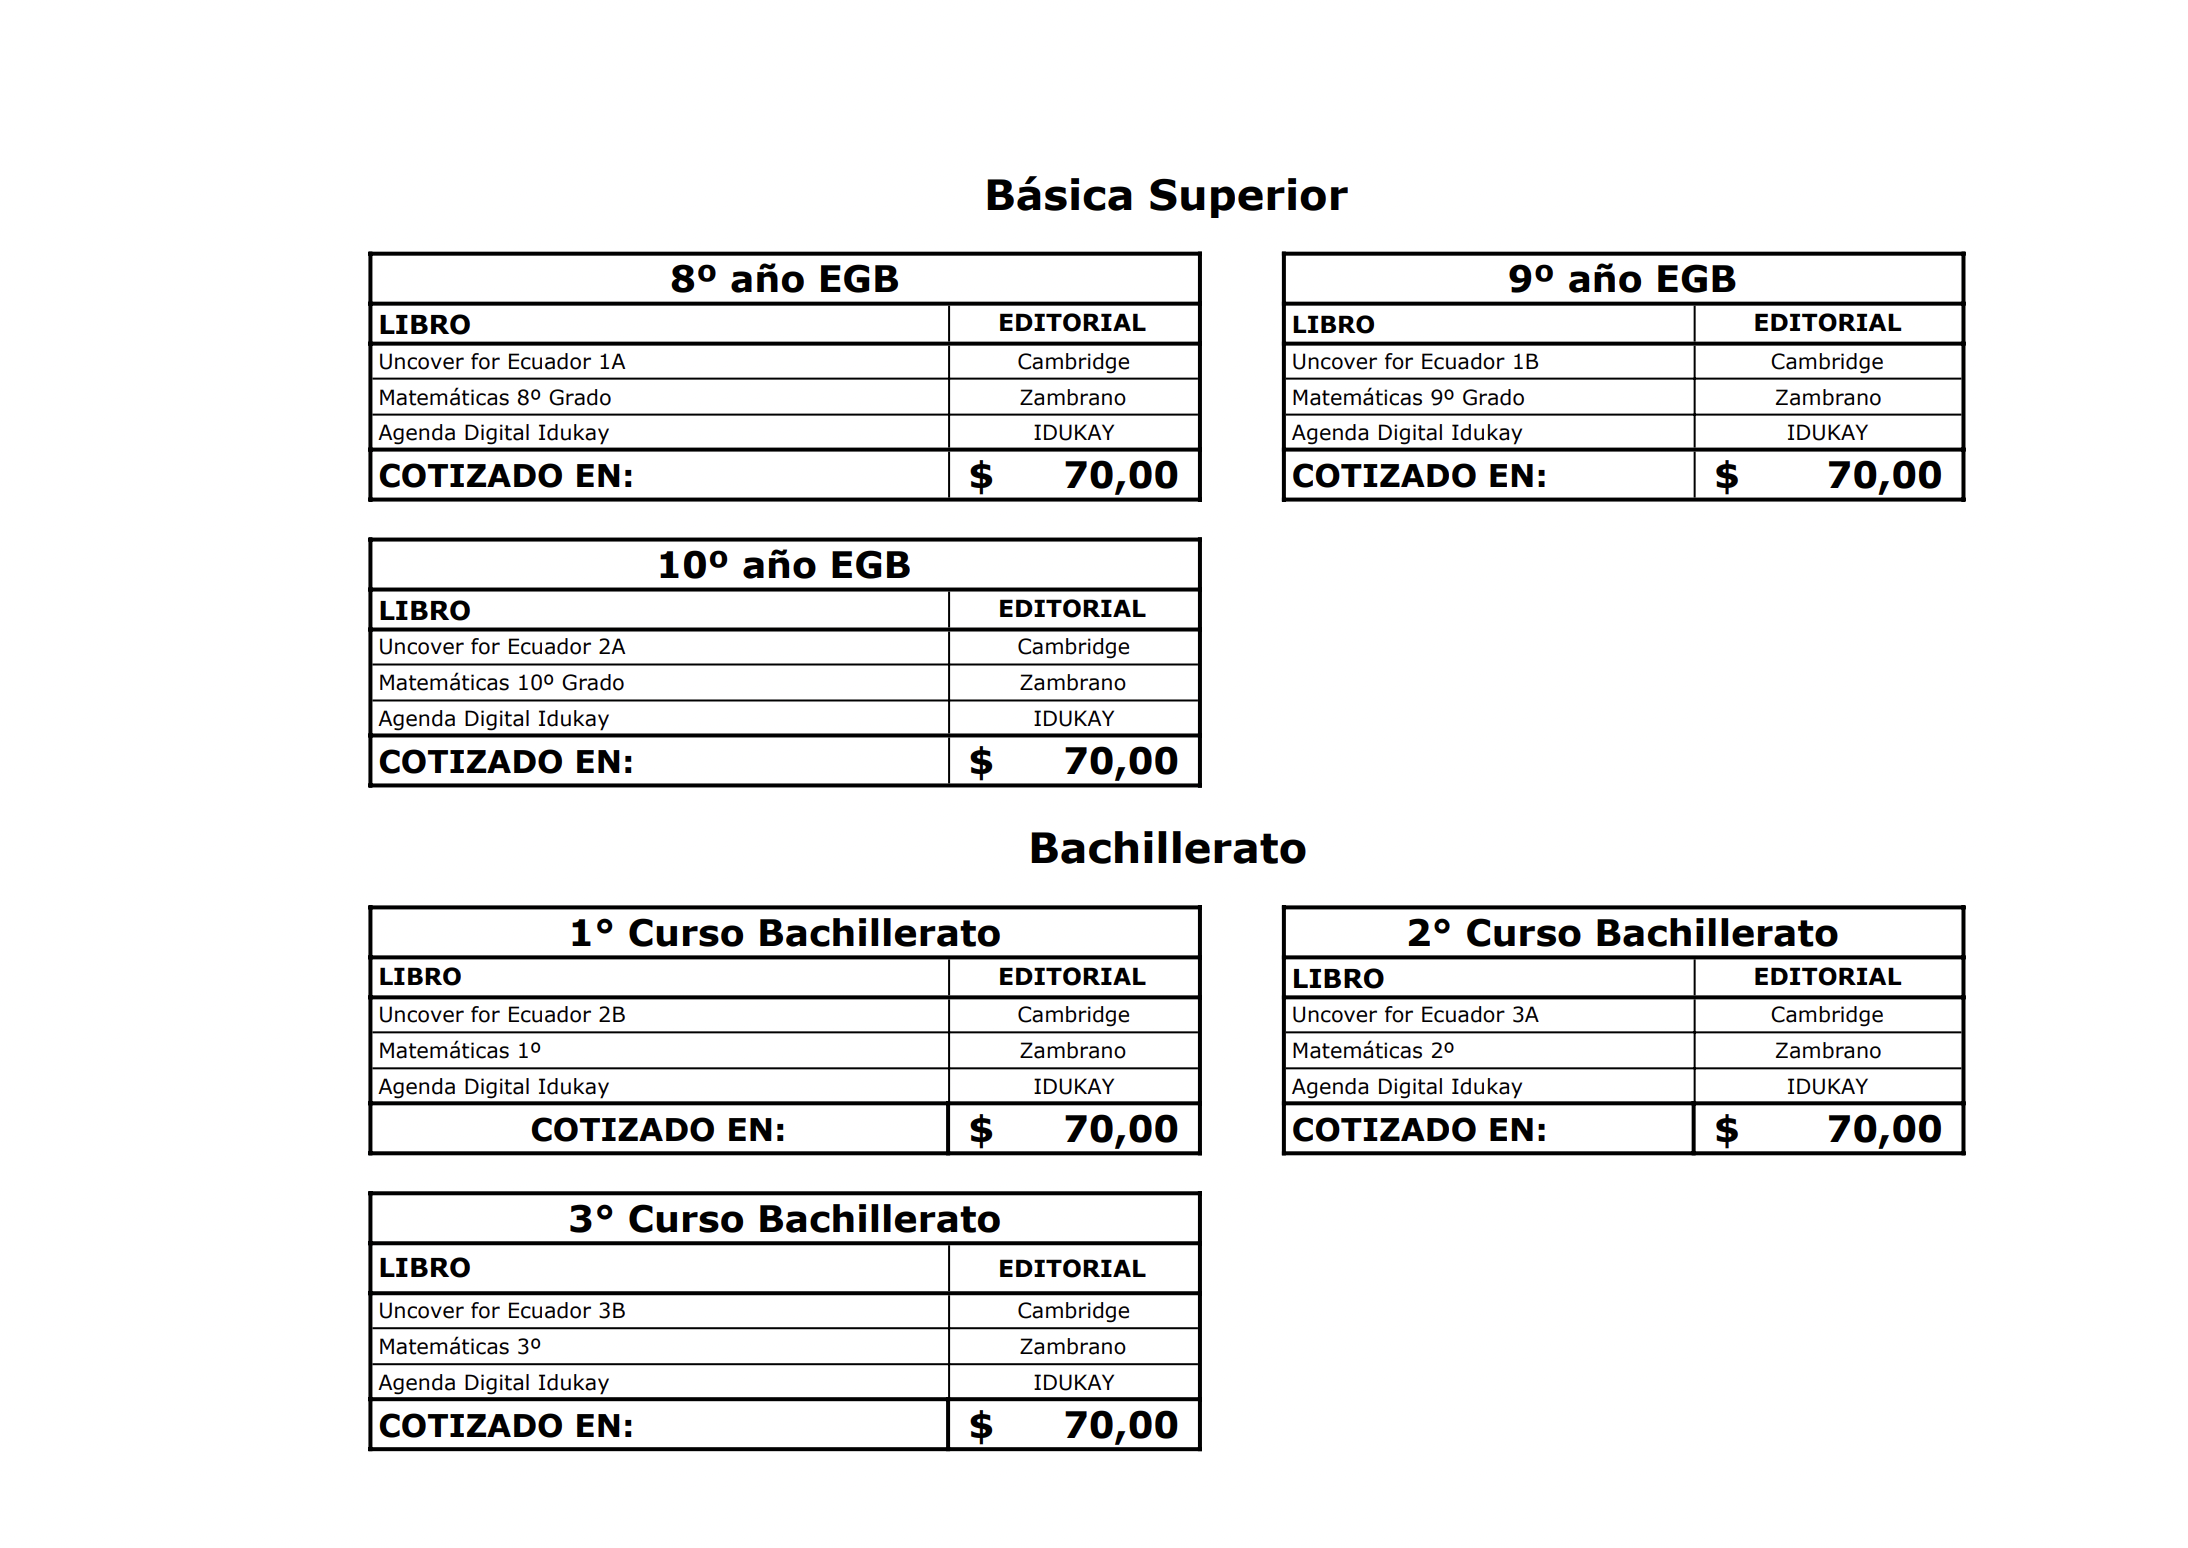 Básica Superior
8º año EGB
LIBRO EDITORIAL
Uncover for Ecuador 1A Cambridge
Matemáticas 8º Grado Zambrano
Agenda Digital Idukay IDUKAY
COTIZADO EN: $ 70,00
9º año EGB
LIBRO EDITORIAL
Uncover for Ecuador 1B Cambridge
Matemáticas 9º Grado Zambrano
Agenda Digital Idukay IDUKAY
COTIZADO EN: $ 70,00
10º año EGB
LIBRO EDITORIAL
Uncover for Ecuador 2A Cambridge
Matemáticas 10º Grado Zambrano
Agenda Digital Idukay IDUKAY
COTIZADO EN: $ 70,00
Bachillerato
1° Curso Bachillerato
LIBRO EDITORIAL
Uncover for Ecuador 2B Cambridge
Matemáticas 1º Zambrano
Agenda Digital Idukay IDUKAY
COTIZADO EN: $ 70,00
2° Curso Bachillerato
LIBRO EDITORIAL
Uncover for Ecuador 3A Cambridge
Matemáticas 2º Zambrano
Agenda Digital Idukay IDUKAY
COTIZADO EN: $ 70,00
3° Curso Bachillerato
LIBRO EDITORIAL
Uncover for Ecuador 3B Cambridge
Matemáticas 3º Zambrano
Agenda Digital Idukay IDUKAY
COTIZADO EN: $ 70,00